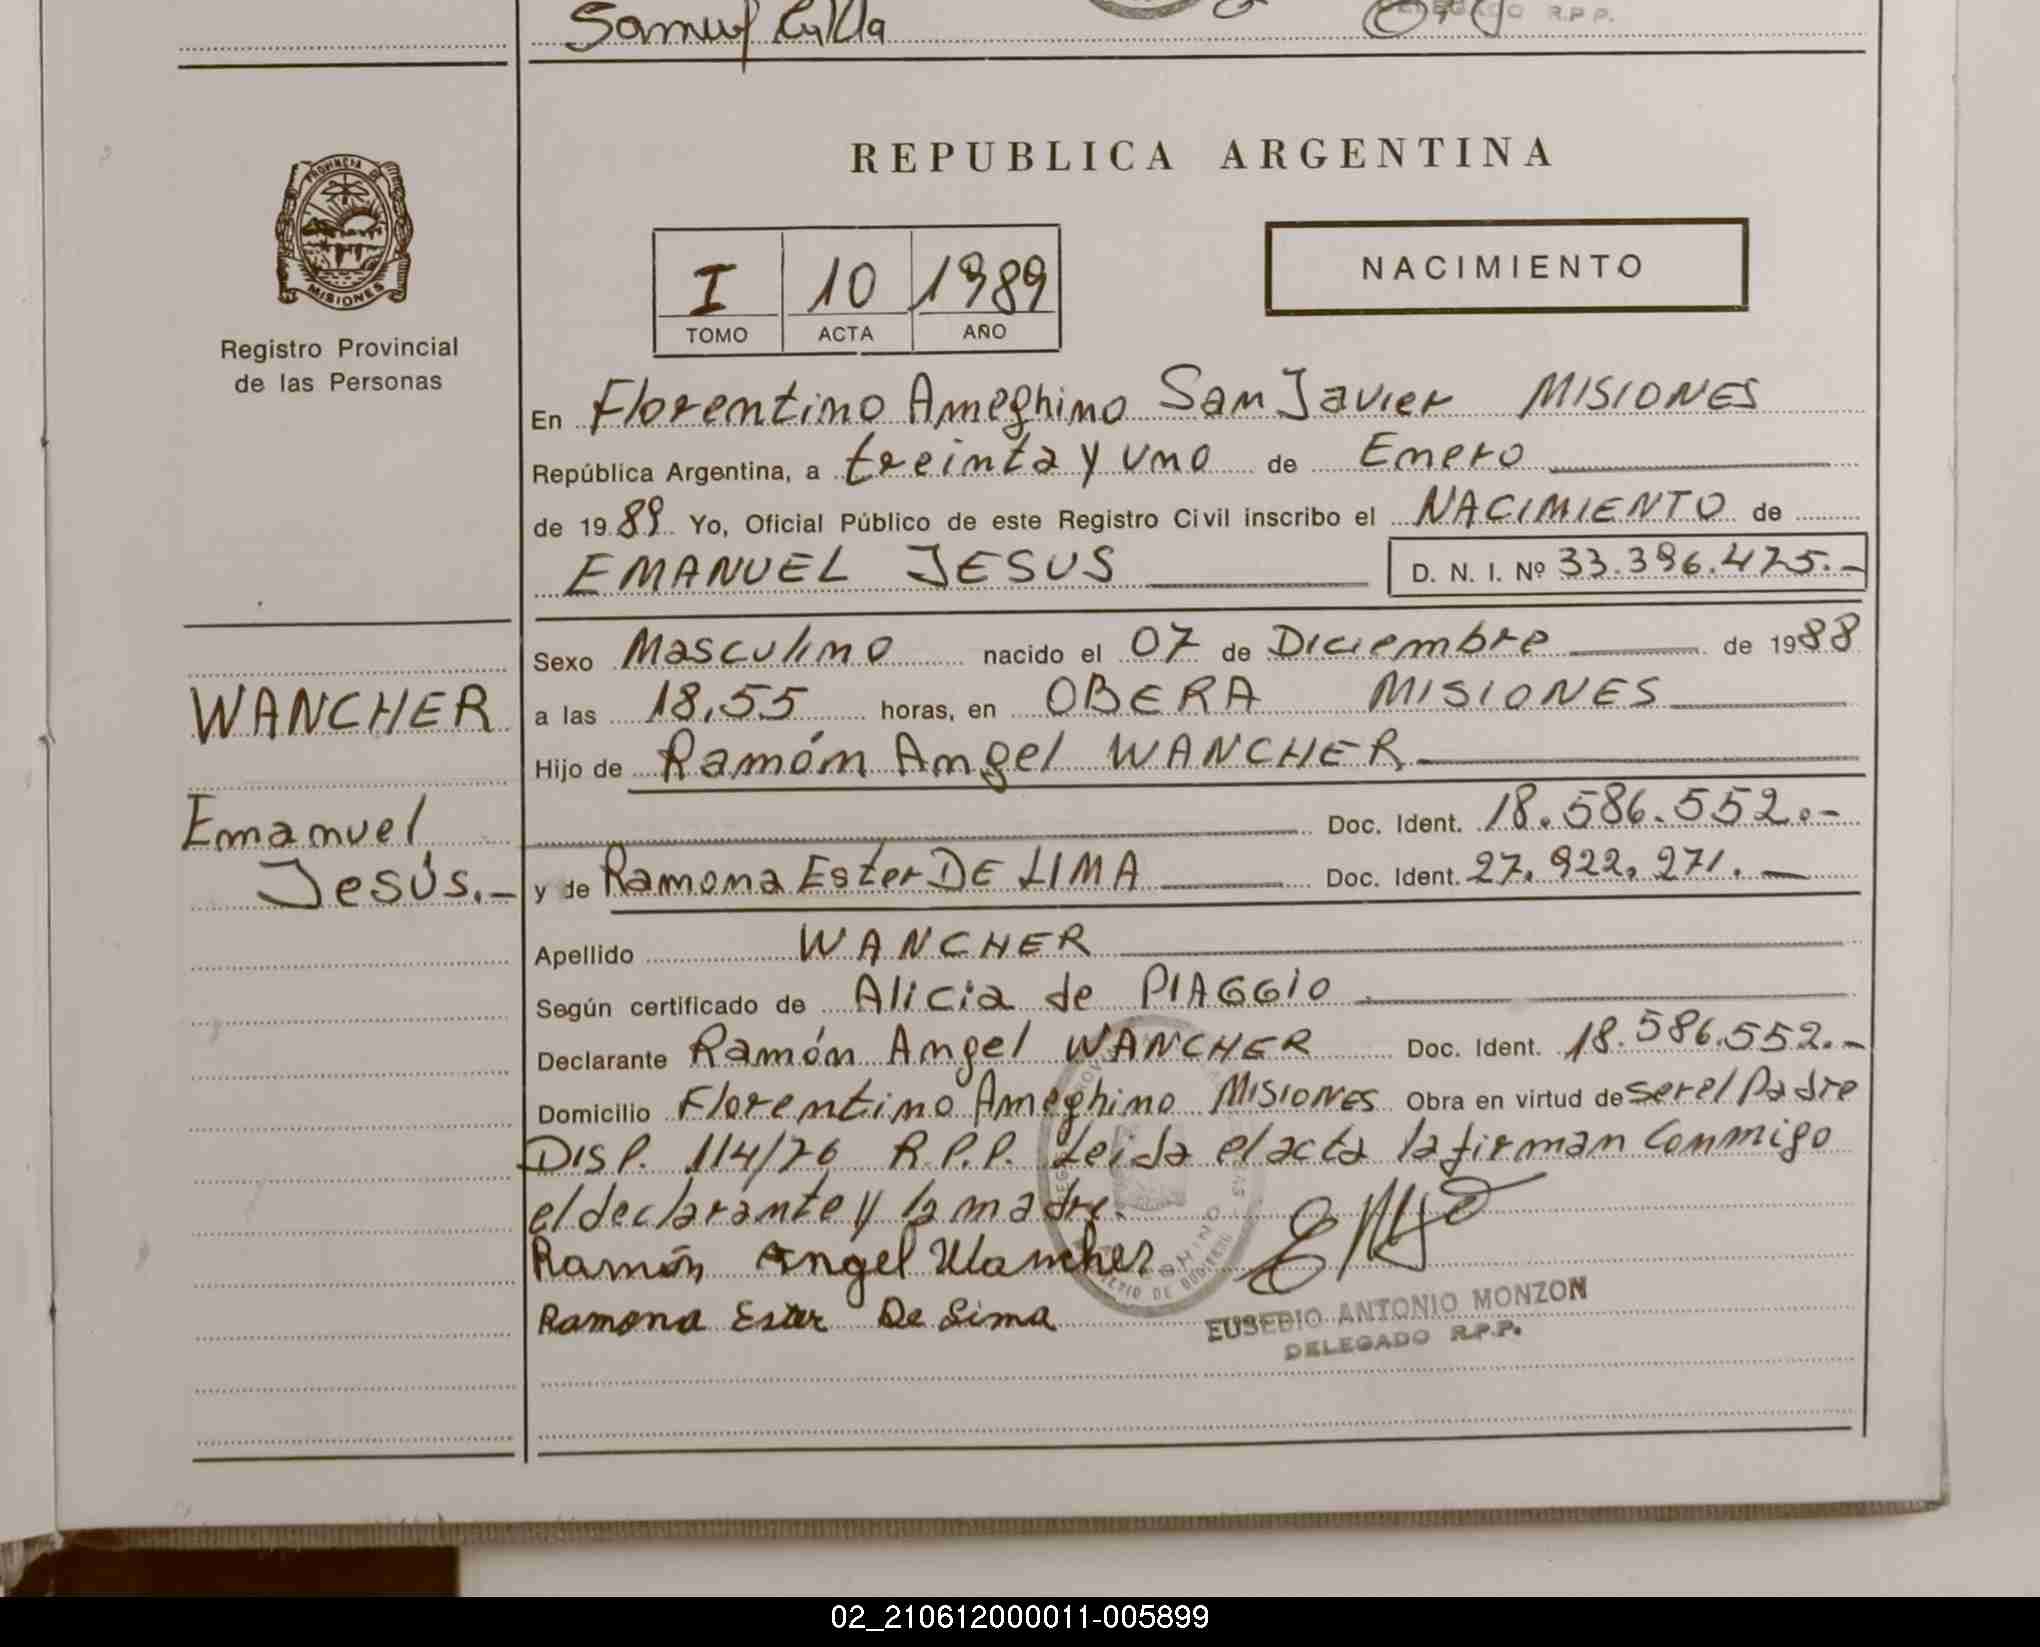 Samuel
DELEGADO R.P.P.
PROVINCIA DE
MISIONES
Registro Provincial
de las Personas
REPUBLICA ARGENTINA
I 10 1989
TOMO ACTA AÑO
NACIMIENTO
En Florentino Ameghino San Javier MISIONES
República Argentina, a treinta y uno de Enero
de 1989 Yo, Oficial Público de este Registro Civil inscribo el NACIMIENTO de
EMANUEL JESUS D. N. I. Nº 33.396.475.-
Sexo Masculino nacido el 07 de Diciembre de 1988
WANCHER
a las 18,55 horas, en OBERA MISIONES
Hijo de Ramón Angel WANCHER
Emanuel
Doc. Ident. 18.586.552.-
Jesús.-
y de Ramona Ester DE LIMA Doc. Ident. 27.922.271.-
Apellido WANCHER
Según certificado de Alicia de PIAGGIO
Declarante Ramón Angel WANCHER Doc. Ident. 18.586.552.-
Domicilio Florentino Ameghino MISIONES Obra en virtud de ser el Padre
DISP. 114/76 R.P.P. Leida el acta la firman conmigo
el declarante y la madre.
Ramón Angel Wancher
Ramona Ester De Lima
EUSEBIO ANTONIO MONZON
DELEGADO R.P.P.
02_210612000011-005899